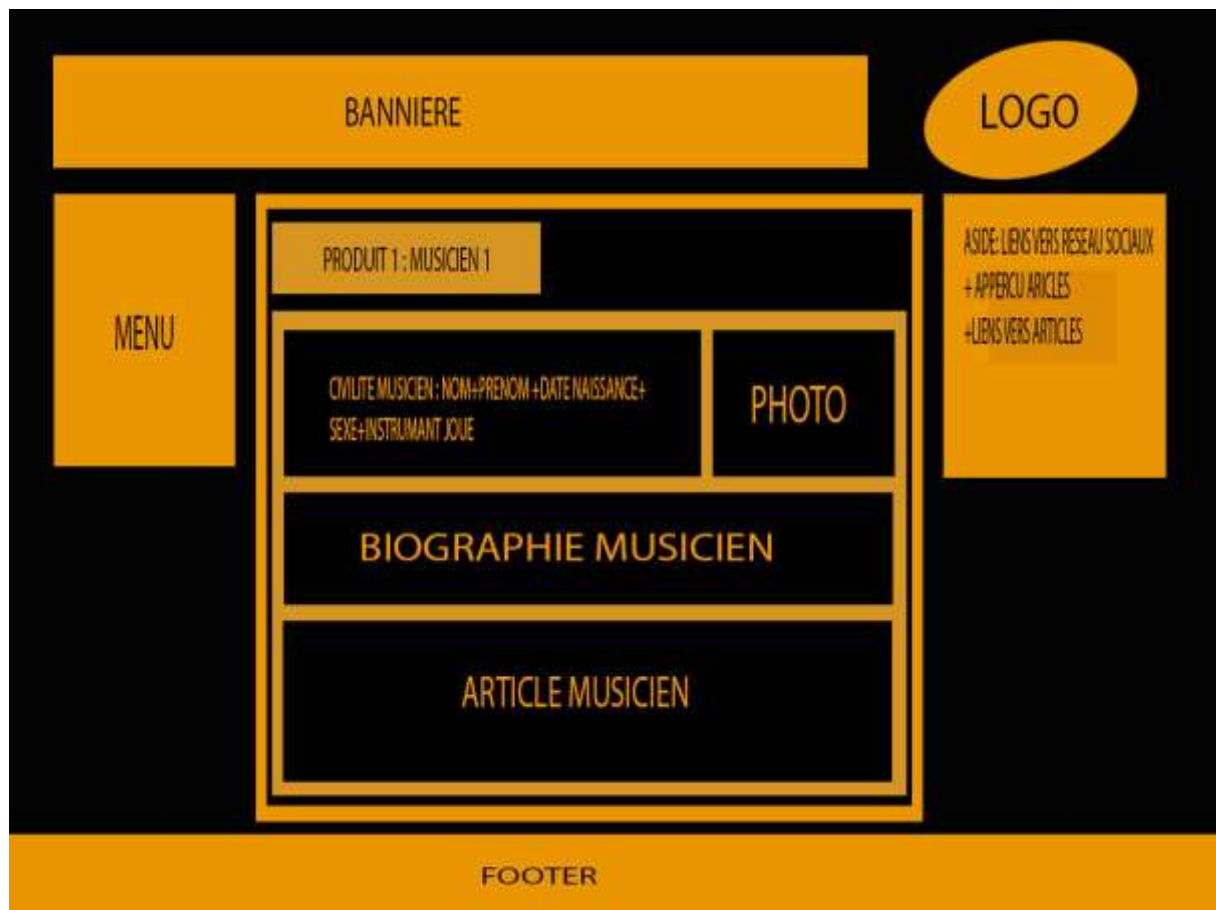 BANNIERE
LOGO
MENU
PRODUIT 1 : MUSICIEN 1
CIVILITE MUSICIEN : NOM+PRENOM +DATE NAISSANCE+
SEXE+INSTRUMANT JOUE
PHOTO
BIOGRAPHIE MUSICIEN
ARTICLE MUSICIEN
ASIDE: LIENS VERS RESEAU SOCIAUX
+ APPERCU ARICLES
+LIENS VERS ARTICLES
FOOTER